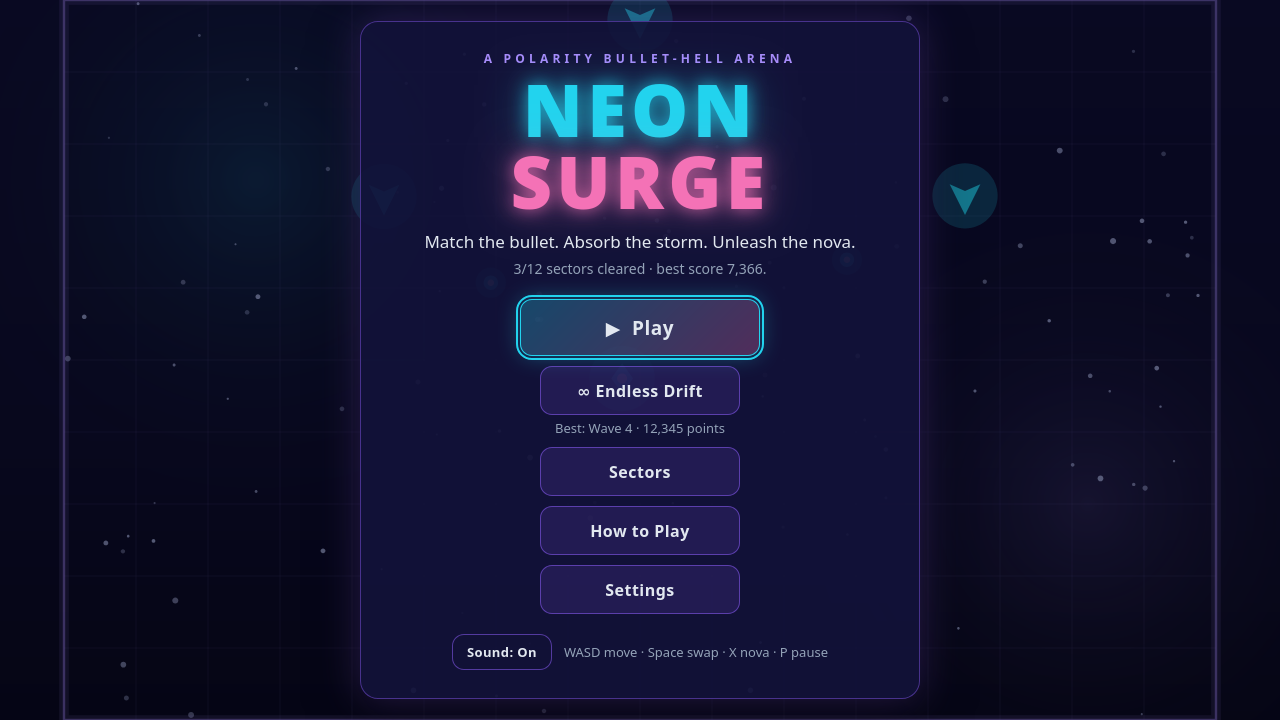 A POLARITY BULLET-HELL ARENA
NEON
SURGE
Match the bullet. Absorb the storm. Unleash the nova.
3/12 sectors cleared · best score 7,366.
▶ Play
∞ Endless Drift
Best: Wave 4 · 12,345 points
Sectors
How to Play
Settings
Sound: On
WASD move · Space swap · X nova · P pause